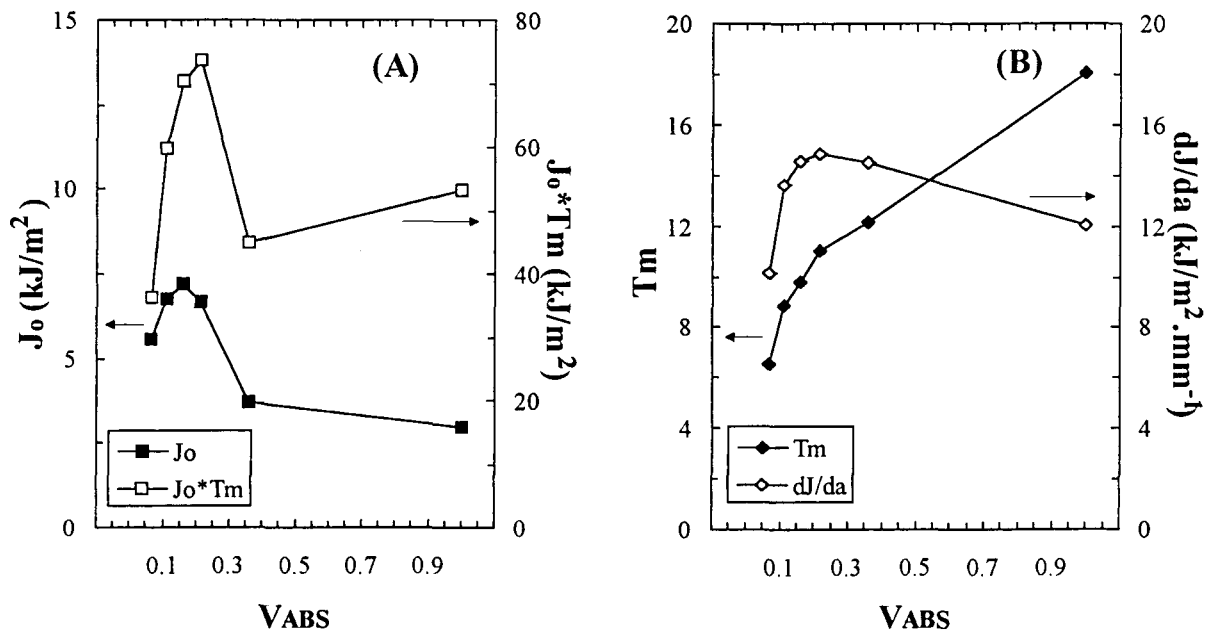 15
10
5
0
Jo (kJ/m²)
(A)
80
60
40
20
0
Jo*Tm (kJ/m²)
Jo
Jo*Tm
0.1 0.3 0.5 0.7 0.9
VABS
20
16
12
8
4
0
Tm
(B)
20
16
12
8
4
0
dJ/da (kJ/m².mm⁻¹)
Tm
dJ/da
0.1 0.3 0.5 0.7 0.9
VABS